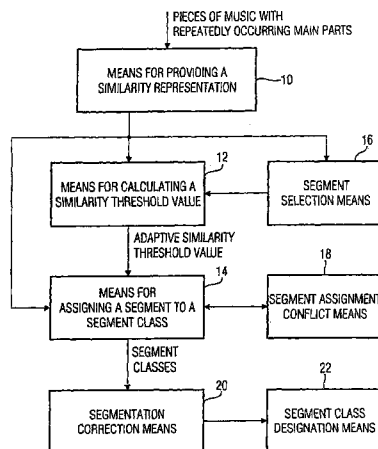 PIECES OF MUSIC WITH
REPEATEDLY OCCURRING MAIN PARTS
MEANS FOR PROVIDING A
SIMILARITY REPRESENTATION
10
12
MEANS FOR CALCULATING A
SIMILARITY THRESHOLD VALUE
16
SEGMENT
SELECTION MEANS
ADAPTIVE SIMILARITY
THRESHOLD VALUE
14
MEANS FOR
ASSIGNING A SEGMENT TO A
SEGMENT CLASS
18
SEGMENT ASSIGNMENT
CONFLICT MEANS
SEGMENT
CLASSES
20
SEGMENTATION
CORRECTION MEANS
22
SEGMENT CLASS
DESIGNATION MEANS